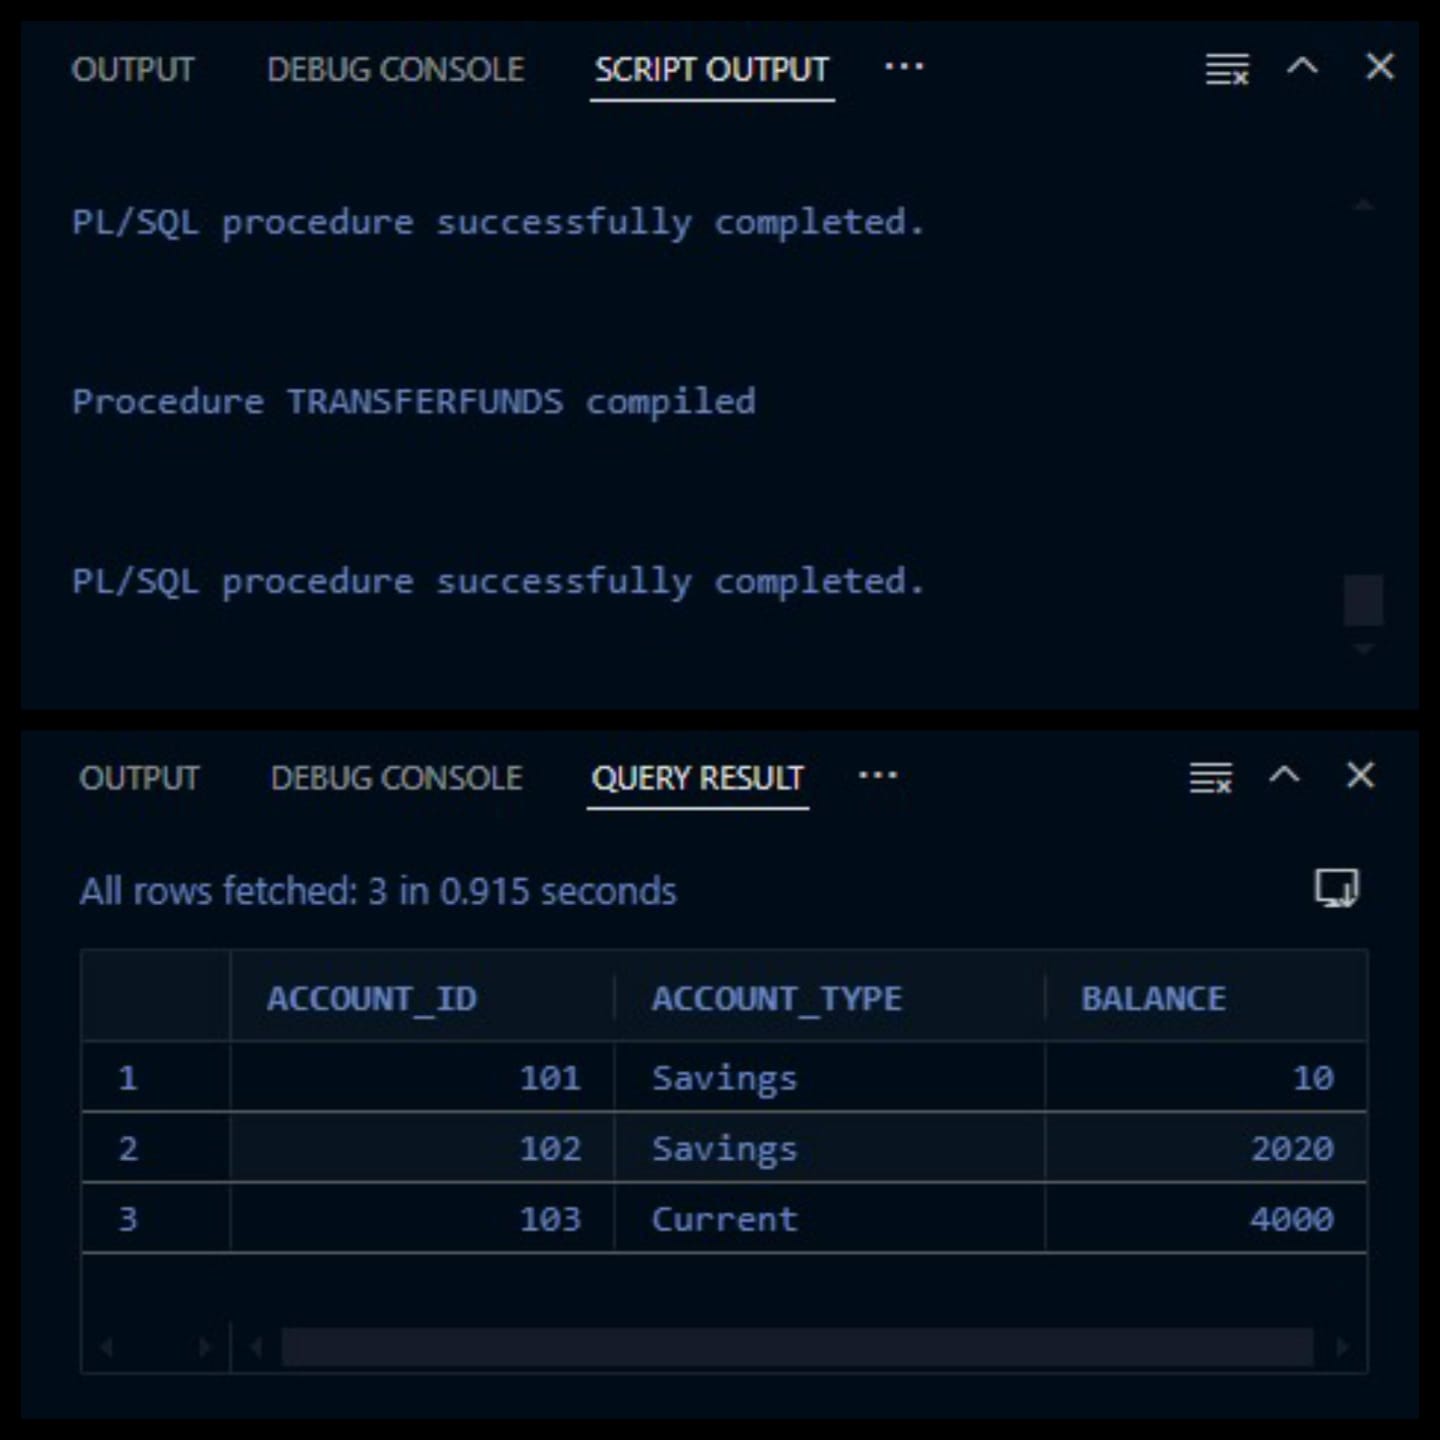 OUTPUT DEBUG CONSOLE SCRIPT OUTPUT ...
PL/SQL procedure successfully completed.
Procedure TRANSFERFUNDS compiled
PL/SQL procedure successfully completed.
OUTPUT DEBUG CONSOLE QUERY RESULT ...
All rows fetched: 3 in 0.915 seconds
ACCOUNT_ID ACCOUNT_TYPE BALANCE
1 101 Savings 10
2 102 Savings 2020
3 103 Current 4000